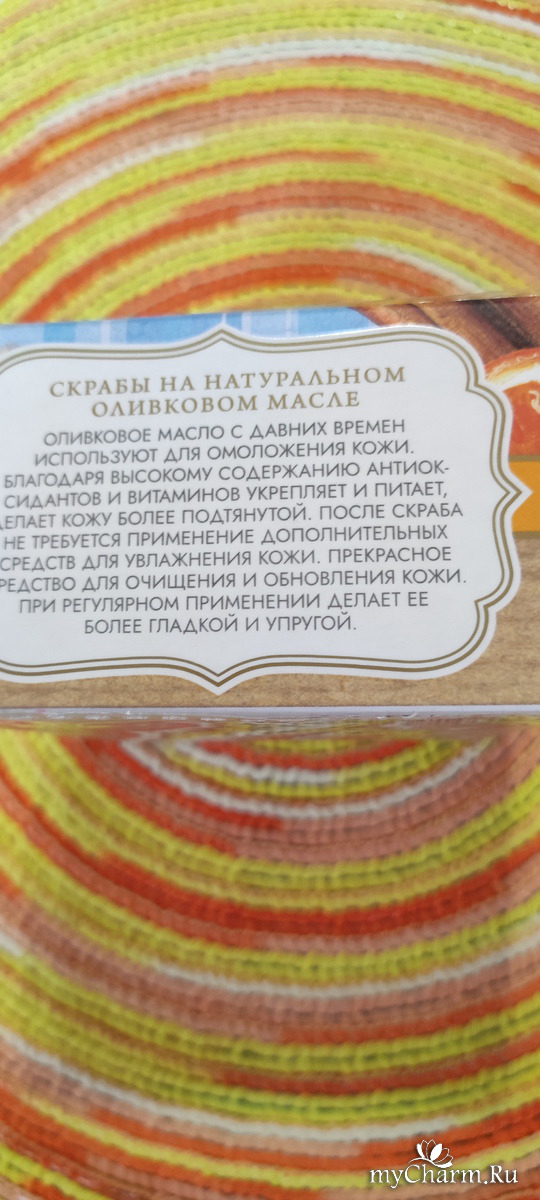 СКРАБЫ НА НАТУРАЛЬНОМ
ОЛИВКОВОМ МАСЛЕ
ОЛИВКОВОЕ МАСЛО С ДАВНИХ ВРЕМЕН
ИСПОЛЬЗУЮТ ДЛЯ ОМОЛОЖЕНИЯ КОЖИ.
БЛАГОДАРЯ ВЫСОКОМУ СОДЕРЖАНИЮ АНТИОК-
СИДАНТОВ И ВИТАМИНОВ УКРЕПЛЯЕТ И ПИТАЕТ,
ДЕЛАЕТ КОЖУ БОЛЕЕ ПОДТЯНУТОЙ. ПОСЛЕ СКРАБА
НЕ ТРЕБУЕТСЯ ПРИМЕНЕНИЕ ДОПОЛНИТЕЛЬНЫХ
СРЕДСТВ ДЛЯ УВЛАЖНЕНИЯ КОЖИ. ПРЕКРАСНОЕ
РЕДСТВО ДЛЯ ОЧИЩЕНИЯ И ОБНОВЛЕНИЯ КОЖИ.
ПРИ РЕГУЛЯРНОМ ПРИМЕНЕНИИ ДЕЛАЕТ ЕЕ
БОЛЕЕ ГЛАДКОЙ И УПРУГОЙ.
myCharm.Ru